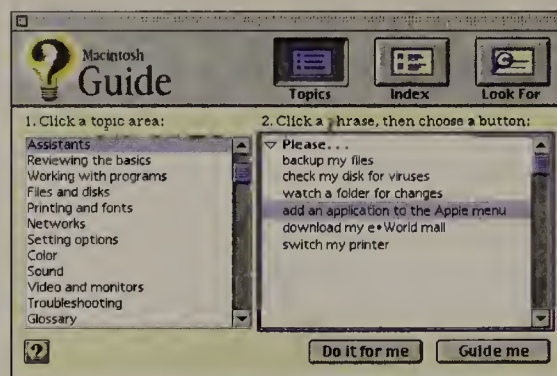 Macintosh
Guide
Topics
Index
Look For
1. Click a topic area:
2. Click a phrase, then choose a button:
Assistants
Reviewing the basics
Working with programs
Files and disks
Printing and fonts
Networks
Setting options
Color
Sound
Video and monitors
Troubleshooting
Glossary
Please...
backup my files
check my disk for viruses
watch a folder for changes
add an application to the Apple menu
download my e•World mail
switch my printer
?
Do it for me
Guide me